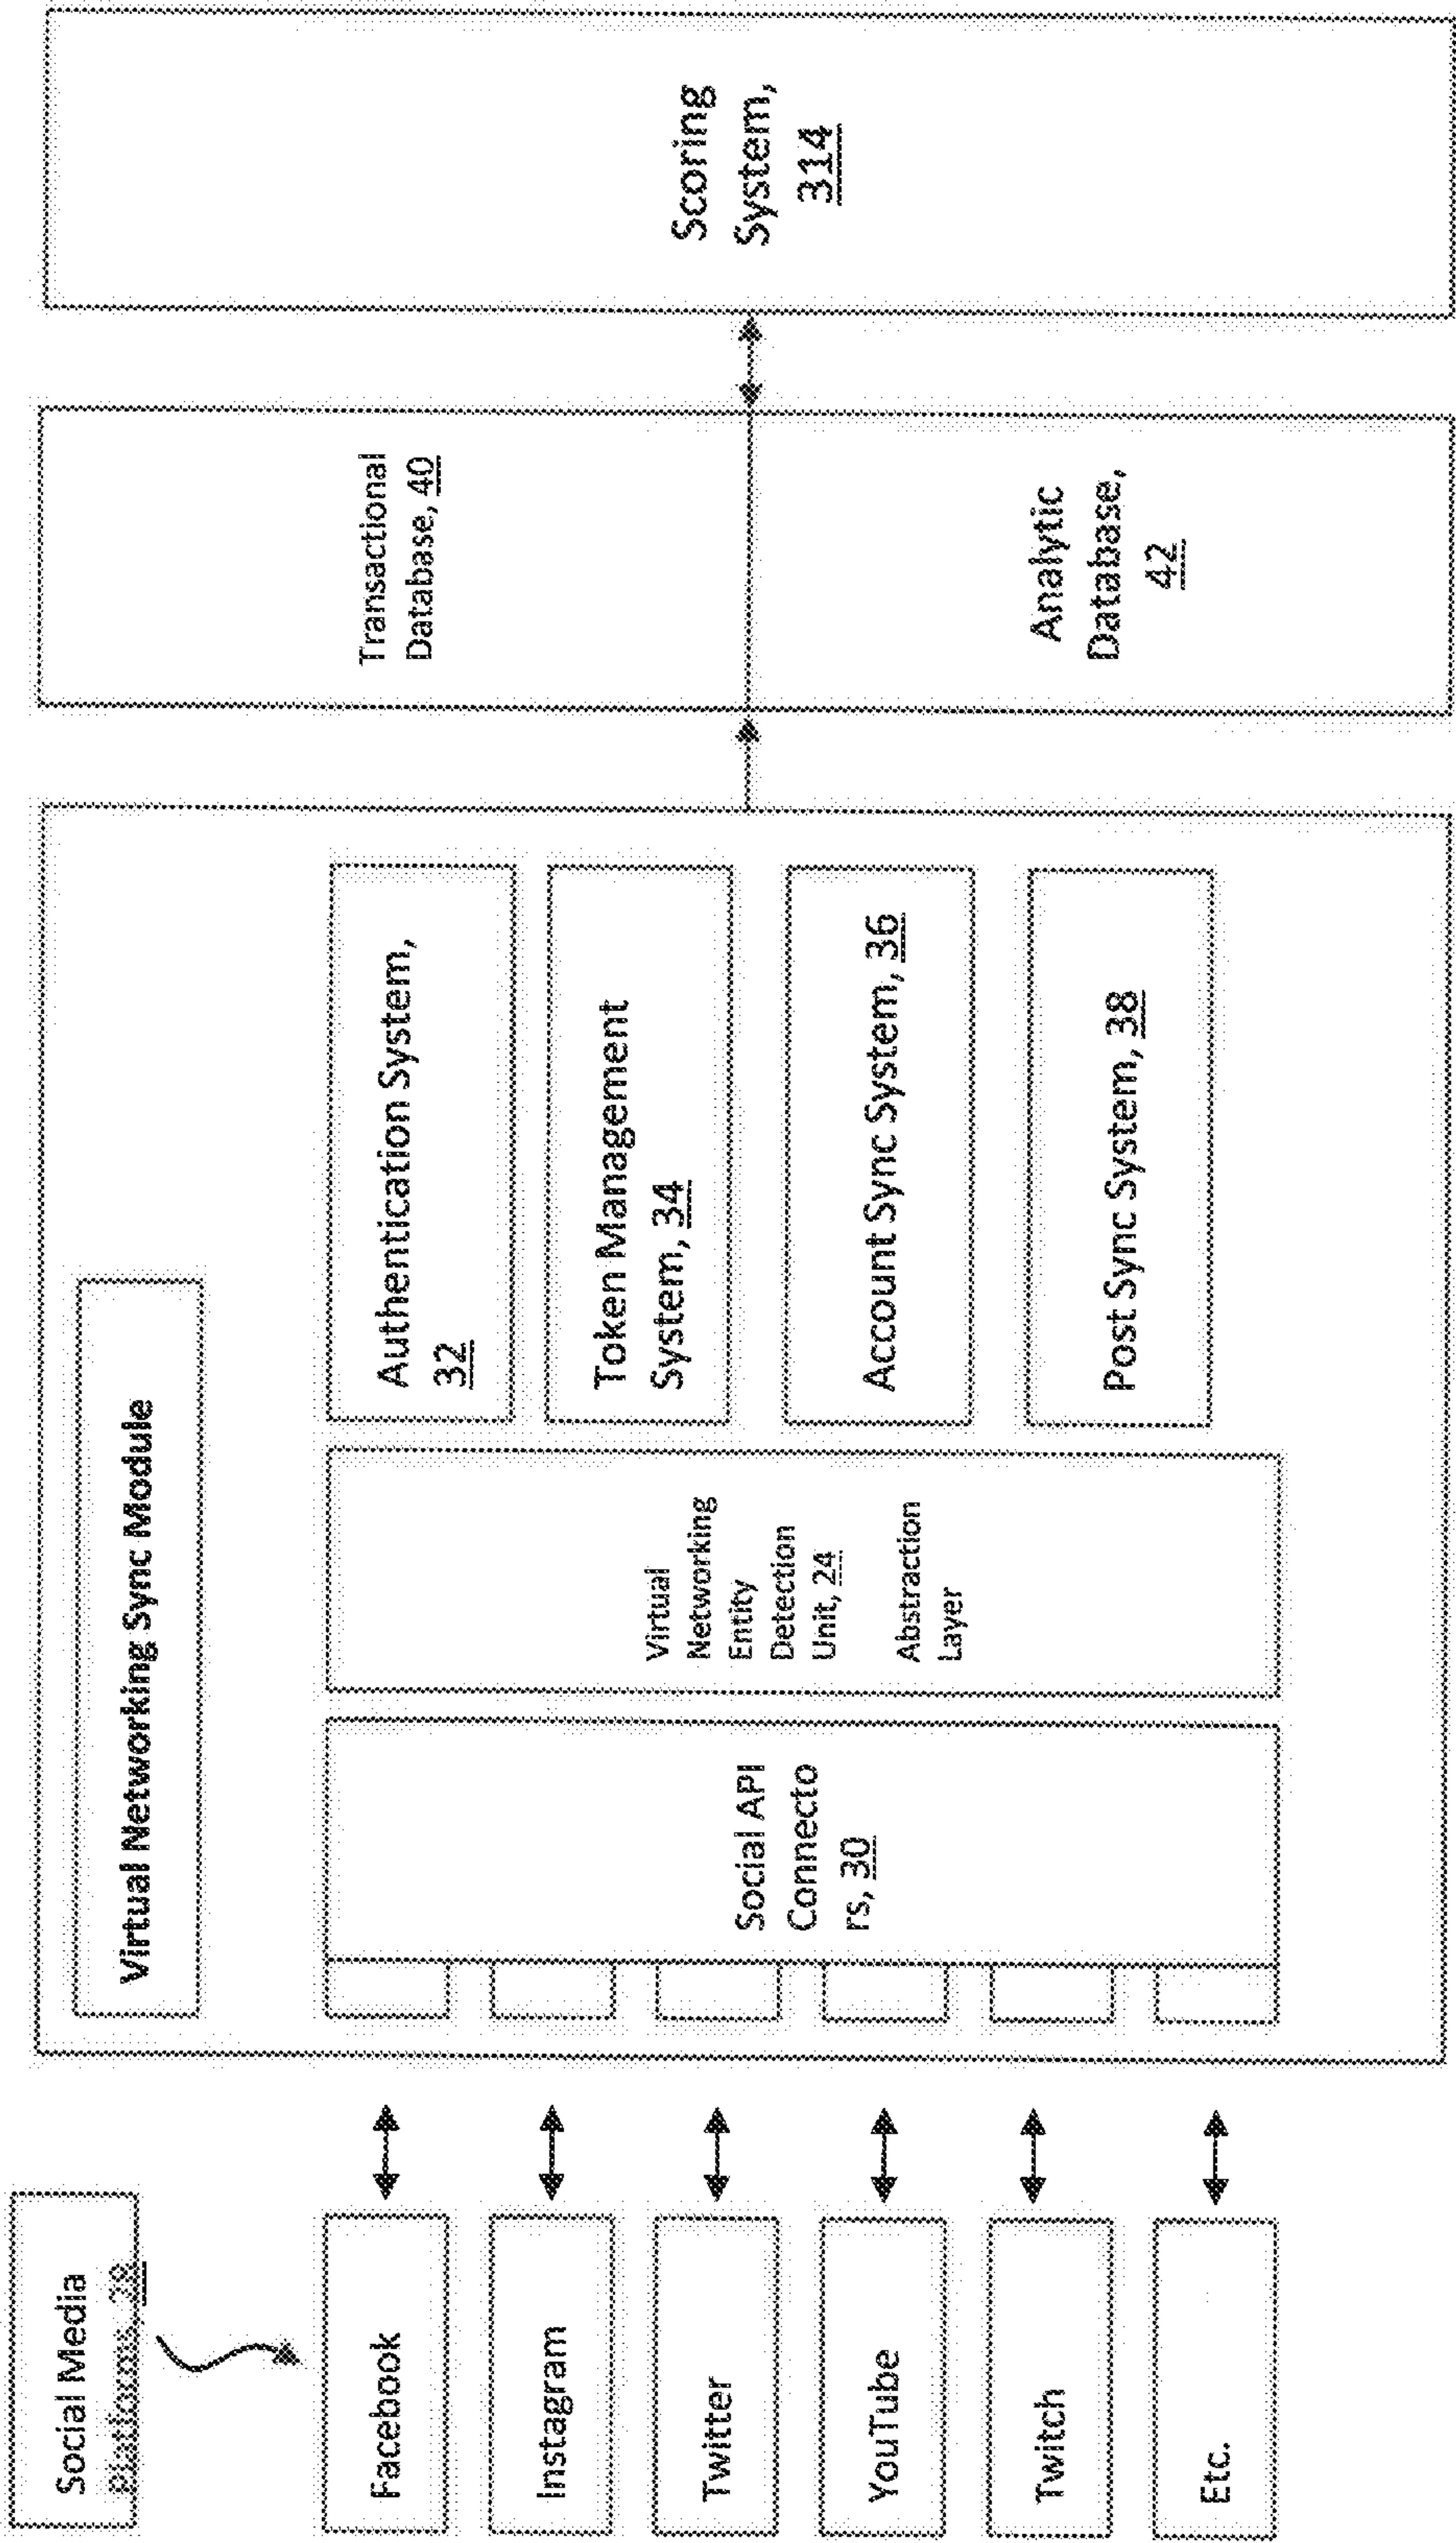 Social Media
Platforms, 28
Facebook
Instagram
Twitter
YouTube
Twitch
Etc.
Virtual Networking Sync Module
Social API
Connecto
rs, 30
Virtual
Networking
Entity
Detection
Unit, 24
Abstraction
Layer
Authentication System,
32
Token Management
System, 34
Account Sync System, 36
Post Sync System, 38
Transactional
Database, 40
Analytic
Database,
42
Scoring
System,
314